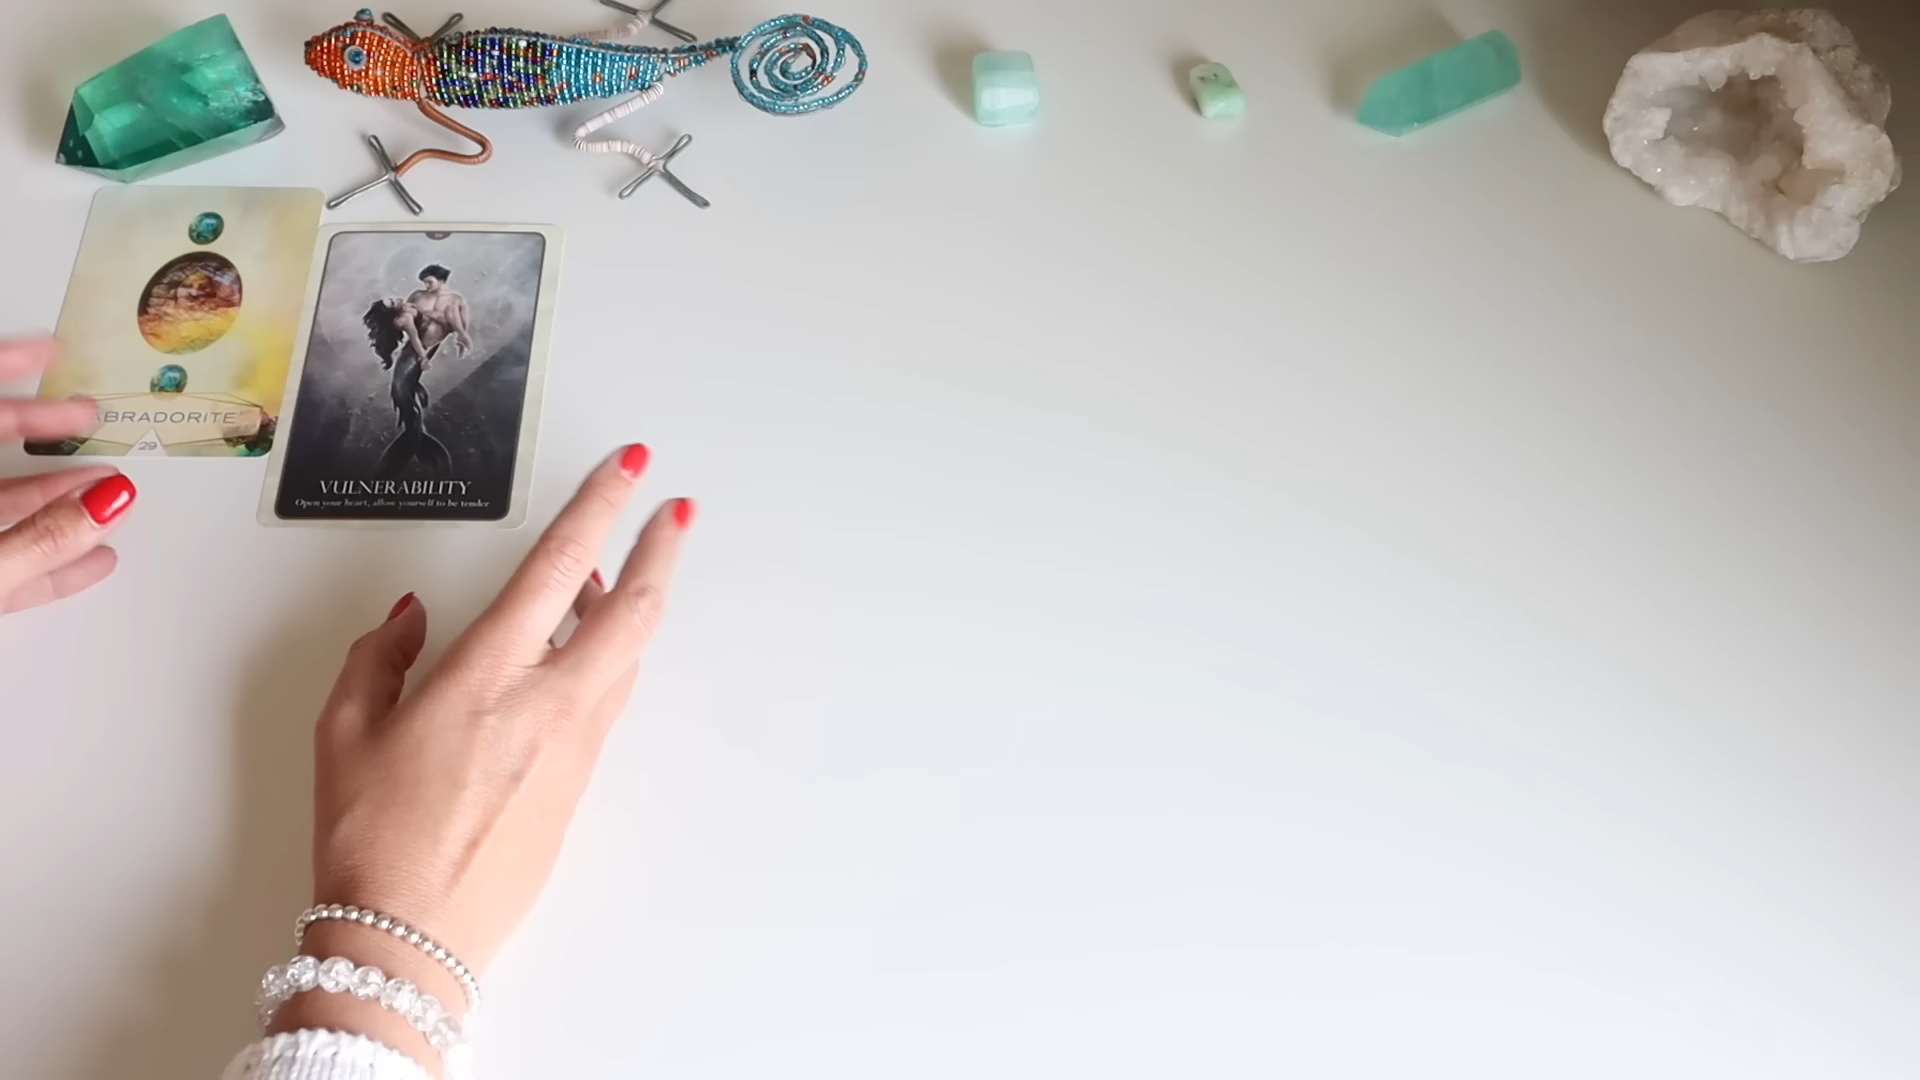 ABRADORITE
29
VULNERABILITY
Open your heart, allow yourself to be tender